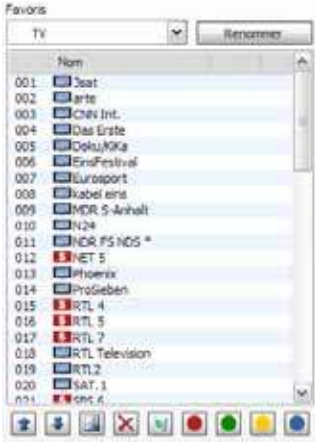 Favoris
TV
Renommer
Nom
001 3sat
002 arte
003 CNN Int.
004 Das Erste
005 Doku/KiKa
006 EinsFestival
007 Eurosport
008 kabel eins
009 MDR S-Anhalt
010 N24
011 NDR FS NDS *
012 S NET 5
013 Phoenix
014 ProSieben
015 S RTL 4
016 S RTL 5
017 S RTL 7
018 RTL Television
019 RTL2
020 SAT.1
021 S SBS 6